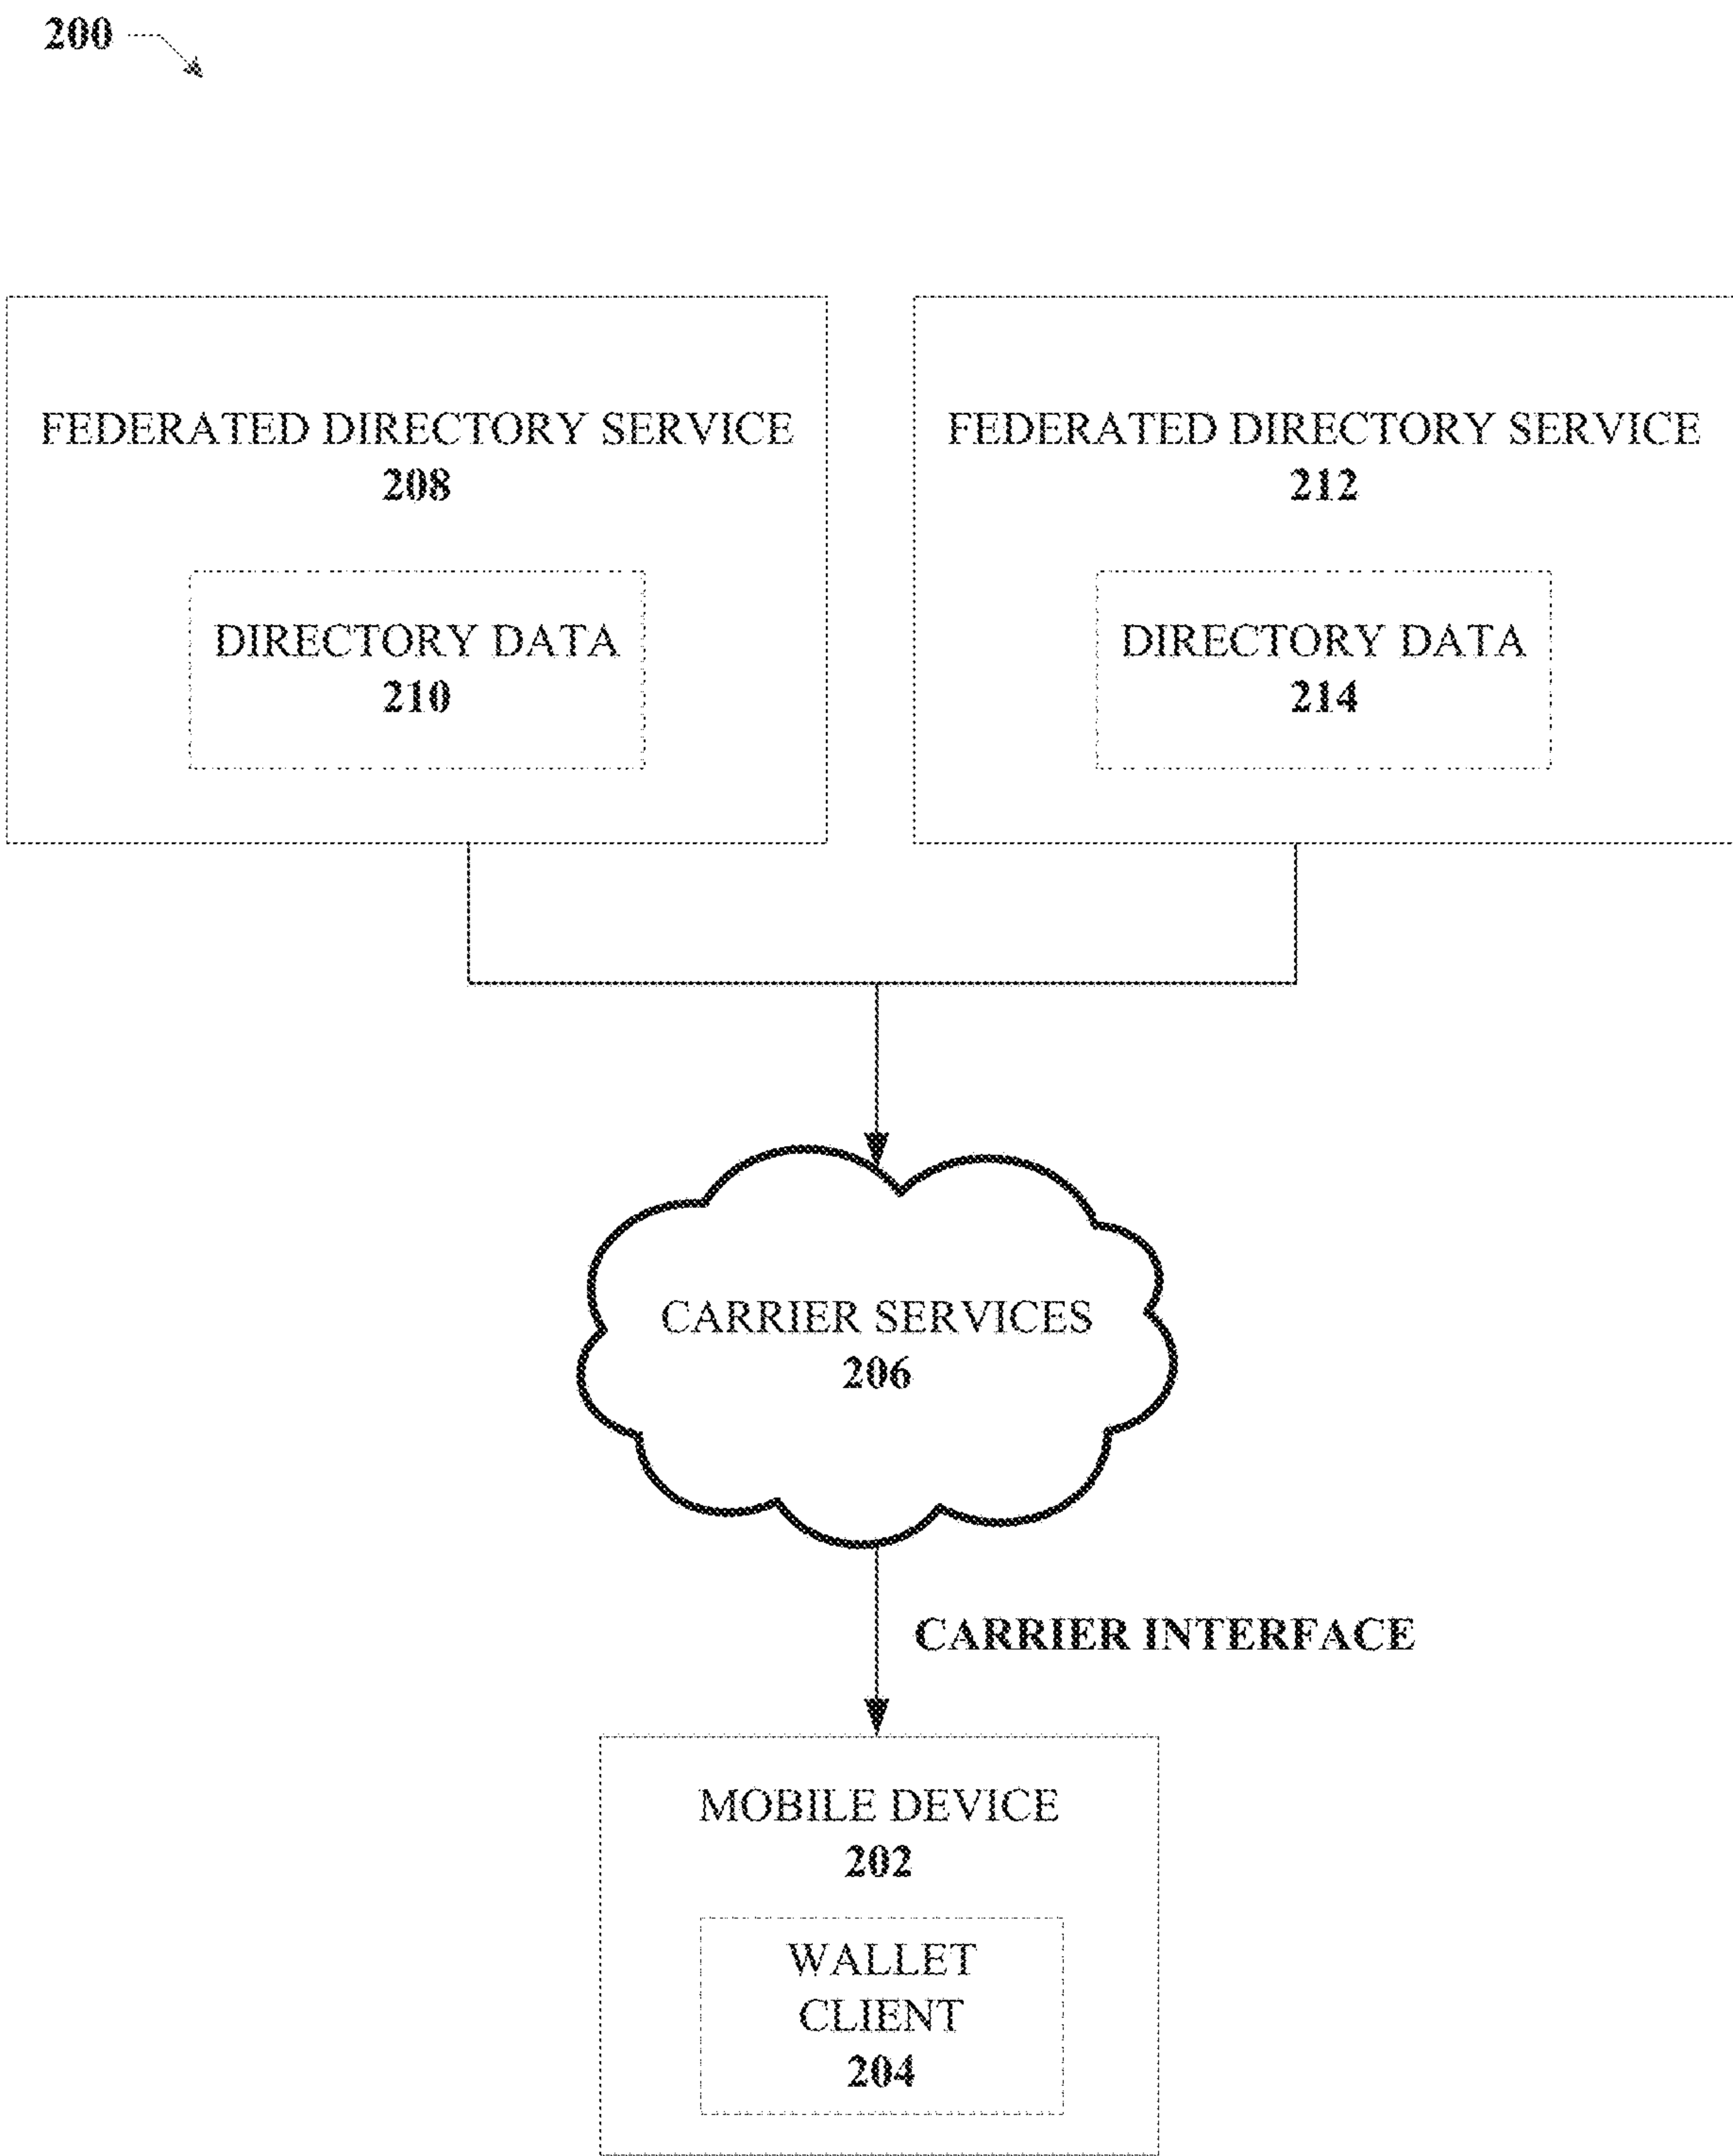 200
FEDERATED DIRECTORY SERVICE
208
DIRECTORY DATA
210
FEDERATED DIRECTORY SERVICE
212
DIRECTORY DATA
214
CARRIER SERVICES
206
CARRIER INTERFACE
MOBILE DEVICE
202
WALLET
CLIENT
204